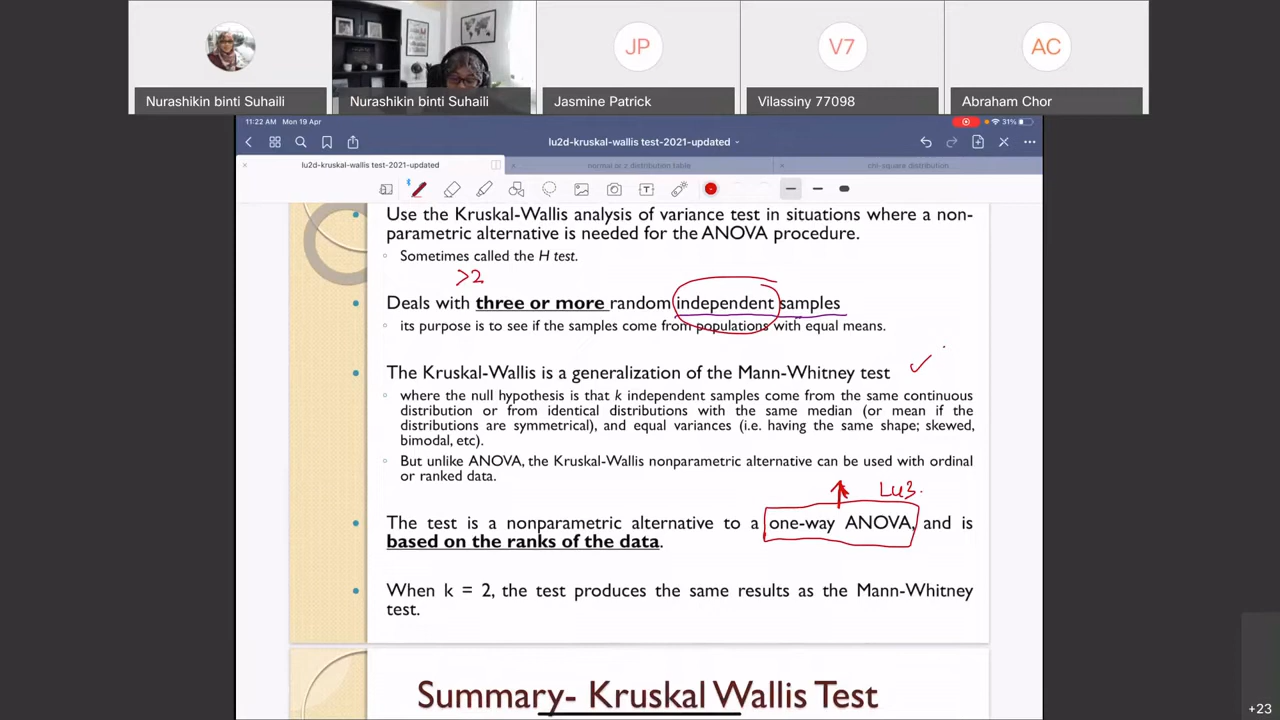 JP
V7
AC
Nurashikin binti Suhaili
Nurashikin binti Suhaili
Jasmine Patrick
Vilassiny 77098
Abraham Chor
11:22 AM Mon 19 Apr
31%
lu2d-kruskal-wallis test-2021-updated
lu2d-kruskal-wallis test-2021-updated
normal or z distribution table
chi-square distribution...
Use the Kruskal-Wallis analysis of variance test in situations where a non-
parametric alternative is needed for the ANOVA procedure.
Sometimes called the H test.
>2
Deals with three or more random independent samples
its purpose is to see if the samples come from populations with equal means.
The Kruskal-Wallis is a generalization of the Mann-Whitney test
where the null hypothesis is that k independent samples come from the same continuous
distribution or from identical distributions with the same median (or mean if the
distributions are symmetrical), and equal variances (i.e. having the same shape; skewed,
bimodal, etc).
But unlike ANOVA, the Kruskal-Wallis nonparametric alternative can be used with ordinal
or ranked data.
Lu3.
The test is a nonparametric alternative to a one-way ANOVA, and is
based on the ranks of the data.
When k = 2, the test produces the same results as the Mann-Whitney
test.
Summary- Kruskal Wallis Test
+23